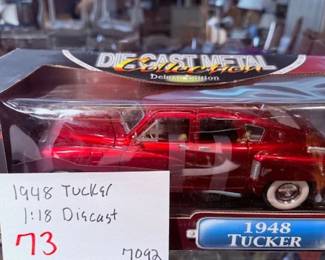 DIE CAST METAL
Collection
Deluxe Edition
1948 Tucker
1:18 Diecast
73
7092
1948
TUCKER